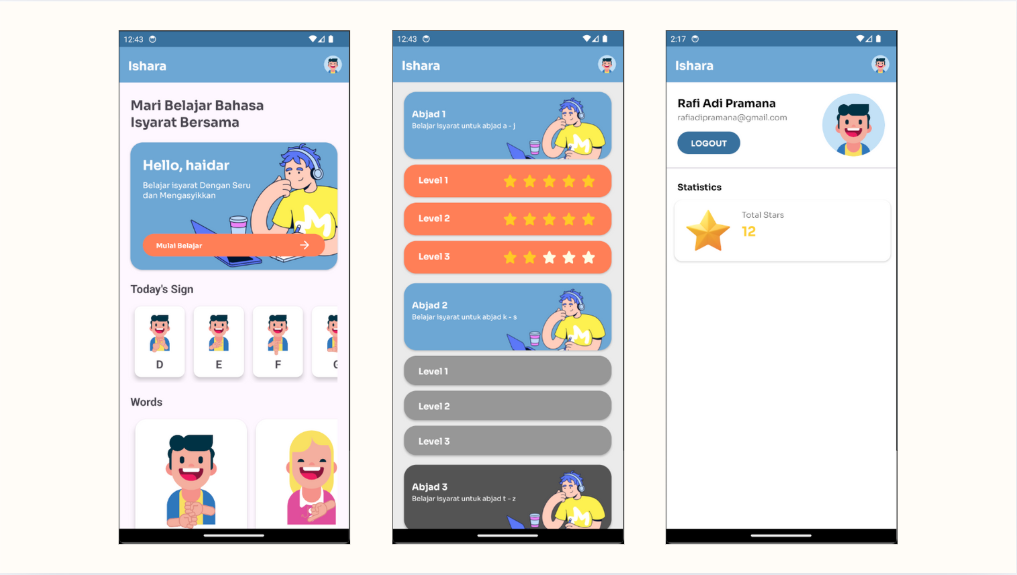 12:43
Ishara
Mari Belajar Bahasa
Isyarat Bersama
Hello, haidar
Belajar isyarat Dengan Seru
dan Mengasyikkan
Mulai Belajar
Today's Sign
D
E
F
Words
12:43
Ishara
Abjad 1
Belajar isyarat untuk abjad a - j
Level 1
Level 2
Level 3
Abjad 2
Belajar isyarat untuk abjad k - s
Level 1
Level 2
Level 3
Abjad 3
Belajar isyarat untuk abjad t - z
2:17
Ishara
Rafi Adi Pramana
rafiadipramana@gmail.com
LOGOUT
Statistics
Total Stars
12